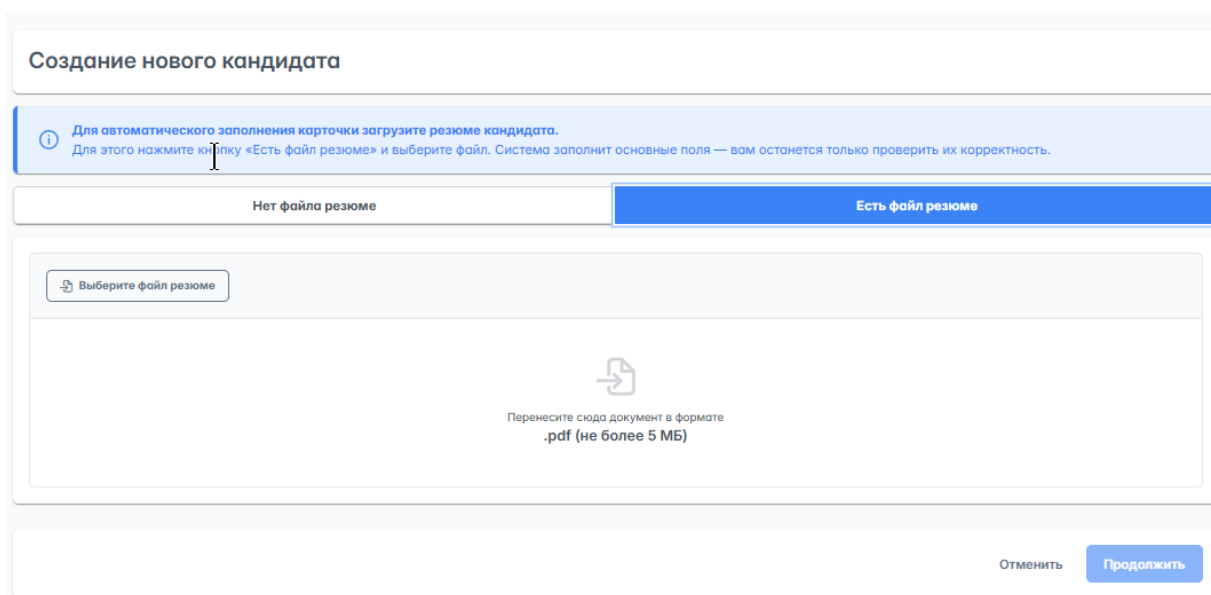 Создание нового кандидата
Для автоматического заполнения карточки загрузите резюме кандидата.
Для этого нажмите кнопку «Есть файл резюме» и выберите файл. Система заполнит основные поля — вам останется только проверить их корректность.
Нет файла резюме
Есть файл резюме
Выберите файл резюме
Перенесите сюда документ в формате
.pdf (не более 5 МБ)
Отменить
Продолжить